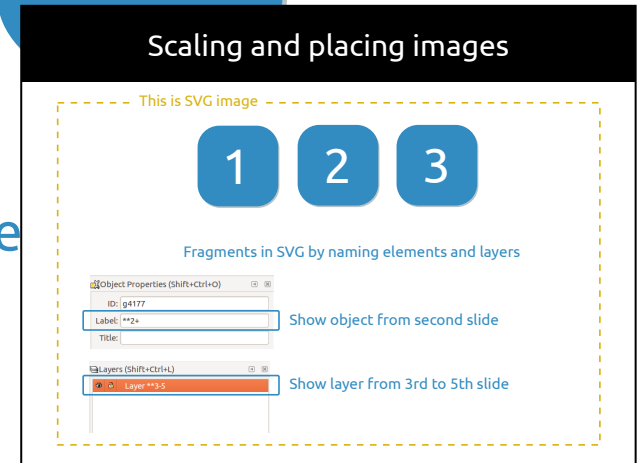 Scaling and placing images
This is SVG image
1 2 3
e
Fragments in SVG by naming elements and layers
Object Properties (Shift+Ctrl+O)
ID: g4177
Label: **2+
Show object from second slide
Title:
Layers (Shift+Ctrl+L)
Layer **3-5
Show layer from 3rd to 5th slide